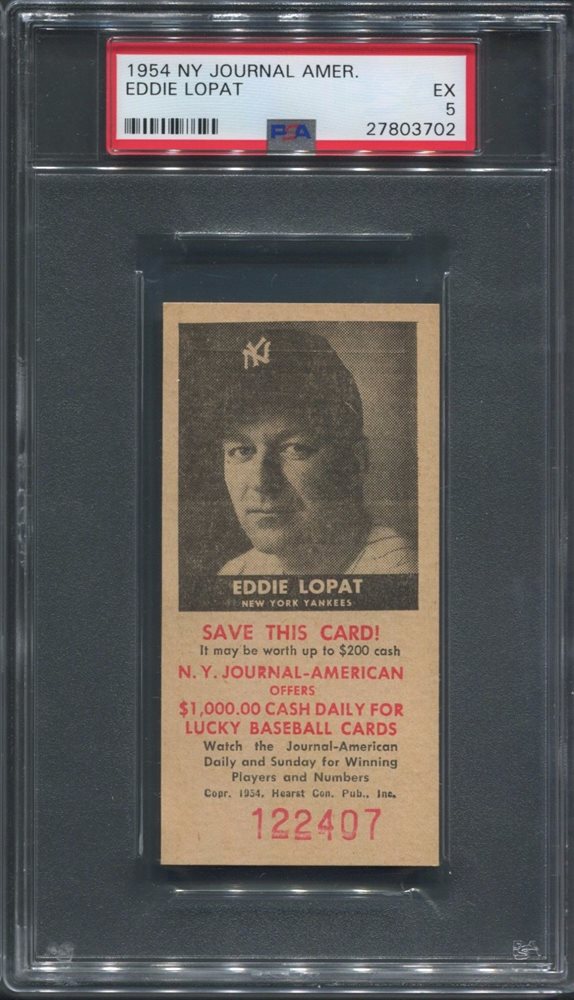 1954 NY JOURNAL AMER.
EDDIE LOPAT
EX
5
PSA
27803702
NY
EDDIE LOPAT
NEW YORK YANKEES
SAVE THIS CARD!
It may be worth up to $200 cash
N. Y. JOURNAL-AMERICAN
OFFERS
$1,000.00 CASH DAILY FOR
LUCKY BASEBALL CARDS
Watch the Journal-American
Daily and Sunday for Winning
Players and Numbers
Copr. 1954, Hearst Con. Pub., Inc.
122407